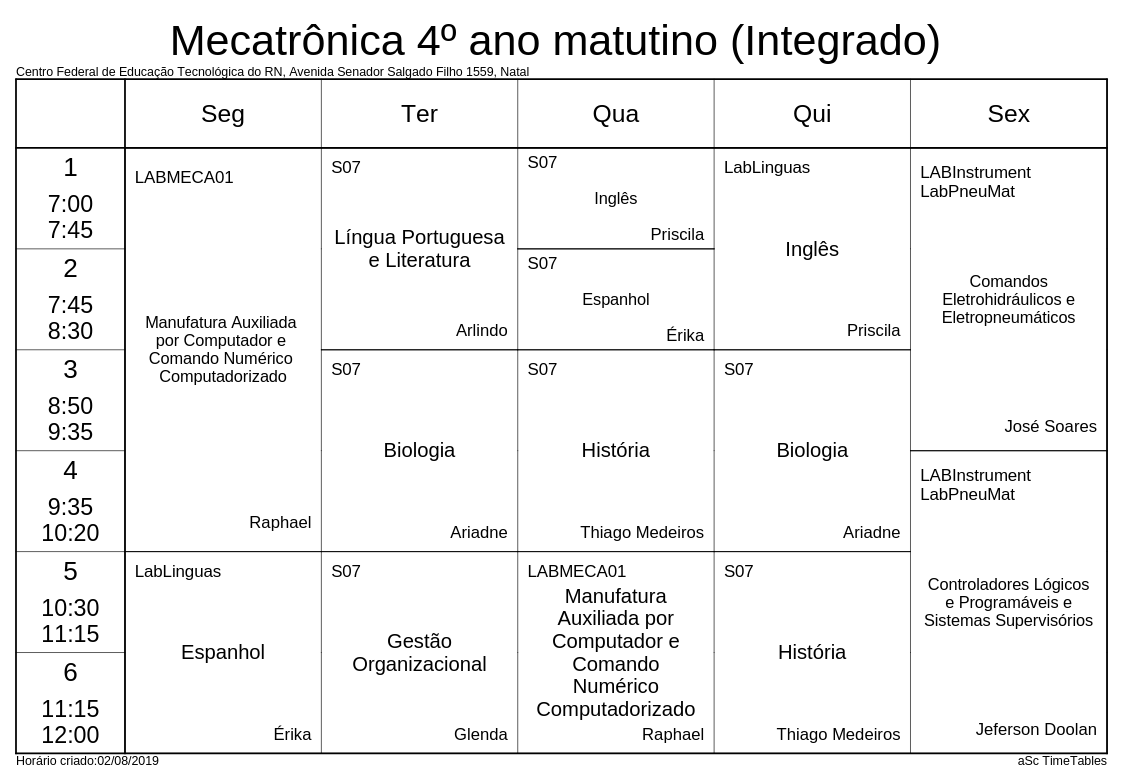 Mecatrônica 4º ano matutino (Integrado)
Centro Federal de Educação Tecnológica do RN, Avenida Senador Salgado Filho 1559, Natal
Seg
Ter
Qua
Qui
Sex
1
7:00
7:45
2
7:45
8:30
3
8:50
9:35
4
9:35
10:20
5
10:30
11:15
6
11:15
12:00
LABMECA01
Manufatura Auxiliada
por Computador e
Comando Numérico
Computadorizado
Raphael
LabLinguas
Espanhol
Érika
S07
Língua Portuguesa
e Literatura
Arlindo
S07
Biologia
Ariadne
S07
Gestão
Organizacional
Glenda
S07
Inglês
Priscila
S07
Espanhol
Érika
S07
História
Thiago Medeiros
LABMECA01
Manufatura
Auxiliada por
Computador e
Comando
Numérico
Computadorizado
Raphael
LabLinguas
Inglês
Priscila
S07
Biologia
Ariadne
S07
História
Thiago Medeiros
LABInstrument
LabPneuMat
Comandos
Eletrohidráulicos e
Eletropneumáticos
José Soares
LABInstrument
LabPneuMat
Controladores Lógicos
e Programáveis e
Sistemas Supervisórios
Jeferson Doolan
Horário criado:02/08/2019
aSc TimeTables